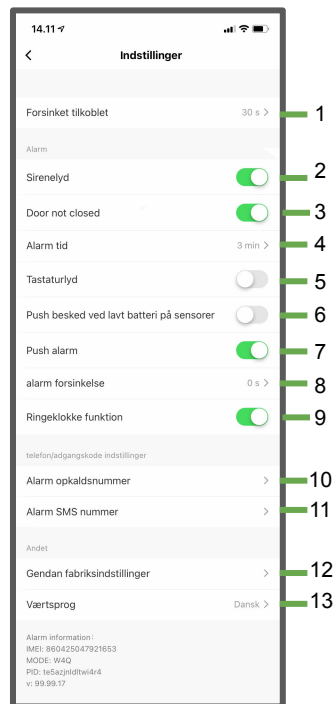 14.11
Indstillinger
Forsinket tilkoblet 30 s 1
Alarm
Sirenelyd 2
Door not closed 3
Alarm tid 3 min 4
Tastaturlyd 5
Push besked ved lavt batteri på sensorer 6
Push alarm 7
alarm forsinkelse 0 s 8
Ringeklokke funktion 9
telefon/adgangskode indstillinger
Alarm opkaldsnummer 10
Alarm SMS nummer 11
Andet
Gendan fabriksindstillinger 12
Værtsprog Dansk 13
Alarm information:
IMEI: 860425047921653
MODE: W4Q
PID: te5azjnldltwi4r4
v: 99.99.17